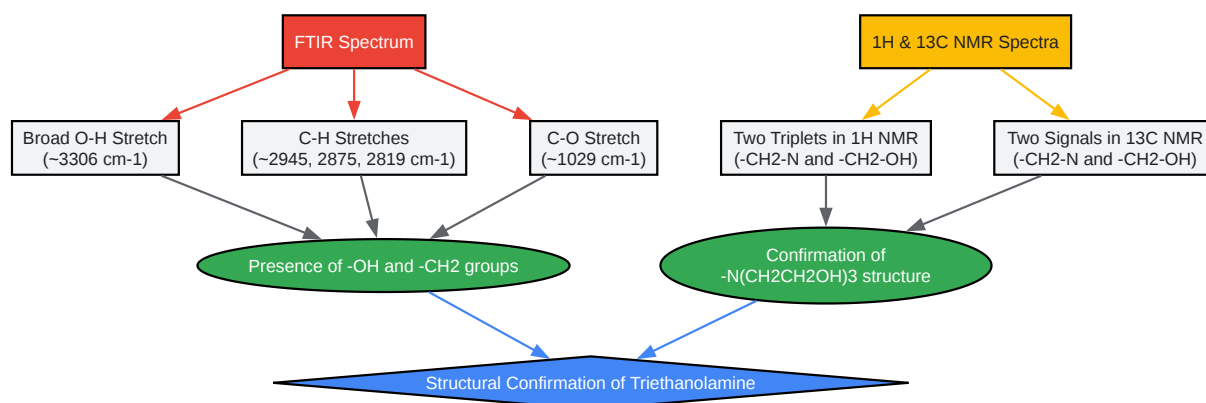 FTIR Spectrum
1H & 13C NMR Spectra
Broad O-H Stretch
(~3306 cm-1)
C-H Stretches
(~2945, 2875, 2819 cm-1)
C-O Stretch
(~1029 cm-1)
Two Triplets in 1H NMR
(-CH2-N and -CH2-OH)
Two Signals in 13C NMR
(-CH2-N and -CH2-OH)
Presence of -OH and -CH2 groups
Confirmation of
-N(CH2CH2OH)3 structure
Structural Confirmation of Triethanolamine